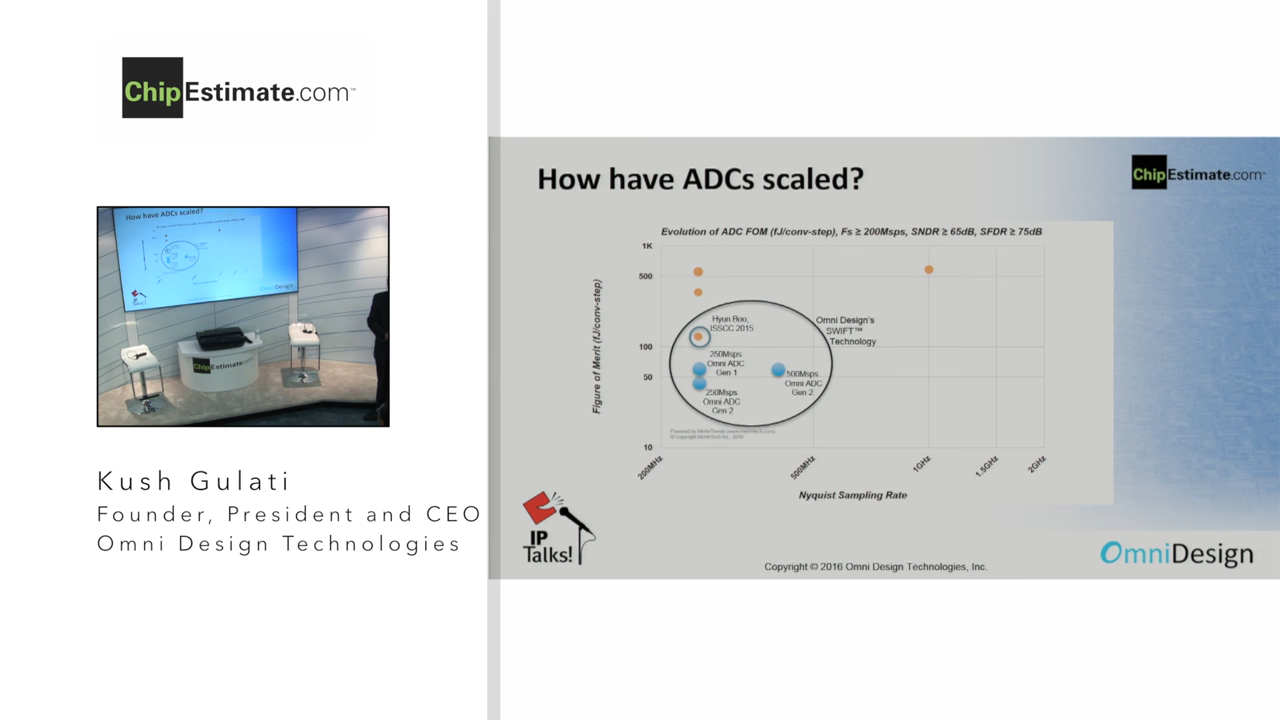 ChipEstimate.com™
How have ADCs scaled?
ChipEstimate.com
Kush Gulati
Founder, President and CEO
Omni Design Technologies
How have ADCs scaled?
ChipEstimate.com
Evolution of ADC FOM (fJ/conv-step), Fs ≥ 200Msps, SNDR ≥ 65dB, SFDR ≥ 75dB
Figure of Merit (fJ/conv-step)
1K
500
100
50
10
Hyun Boo,
ISSCC 2015
250Msps
Omni ADC
Gen 1
250Msps
Omni ADC
Gen 2
500Msps
Omni ADC
Gen 2
Omni Design's
SWIFT™
Technology
200MHz
500MHz
1GHz
1.5GHz
2GHz
Nyquist Sampling Rate
IP
Talks!
Copyright © 2016 Omni Design Technologies, Inc.
OmniDesign